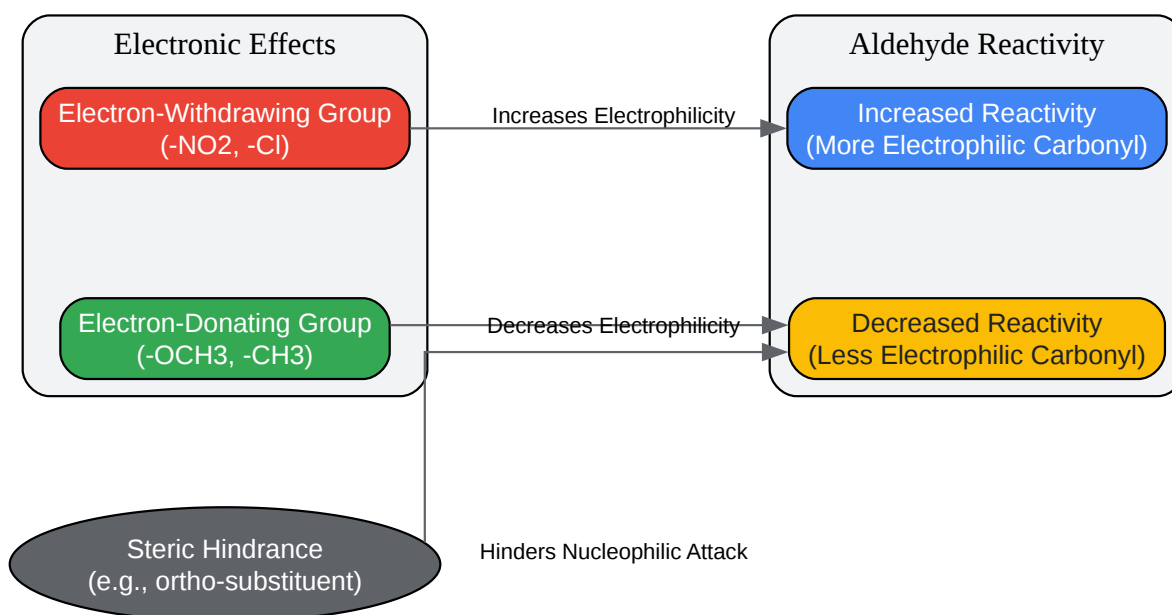 Electronic Effects
Aldehyde Reactivity
Electron-Withdrawing Group
(-NO2, -Cl)
Increases Electrophilicity
Increased Reactivity
(More Electrophilic Carbonyl)
Electron-Donating Group
(-OCH3, -CH3)
Decreases Electrophilicity
Decreased Reactivity
(Less Electrophilic Carbonyl)
Steric Hindrance
(e.g., ortho-substituent)
Hinders Nucleophilic Attack